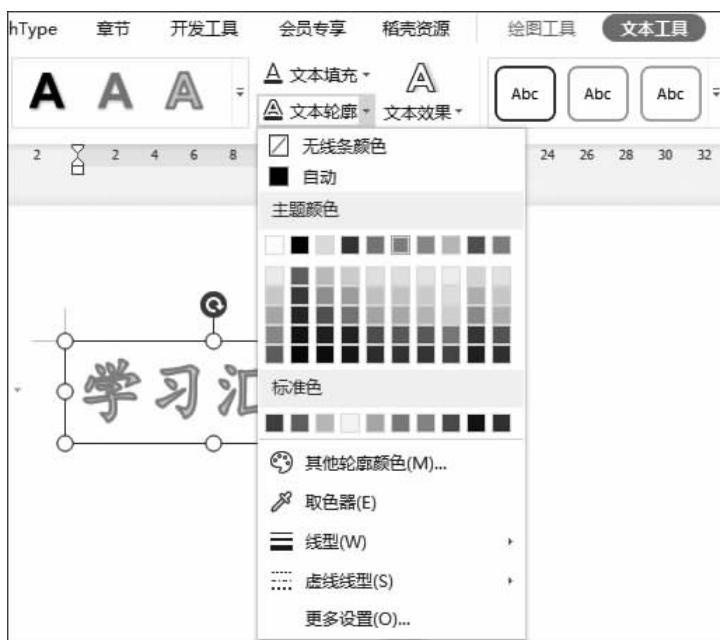 hType 章节 开发工具 会员专享 稻壳资源 绘图工具 文本工具
A A A A 文本填充 A Abc Abc Abc
A 文本轮廓 文本效果
2 2 4 6 8 24 26 28 30 32
无线条颜色
自动
主题颜色
学习汇
标准色
其他轮廓颜色(M)...
取色器(E)
线型(W)
虚线线型(S)
更多设置(O)...